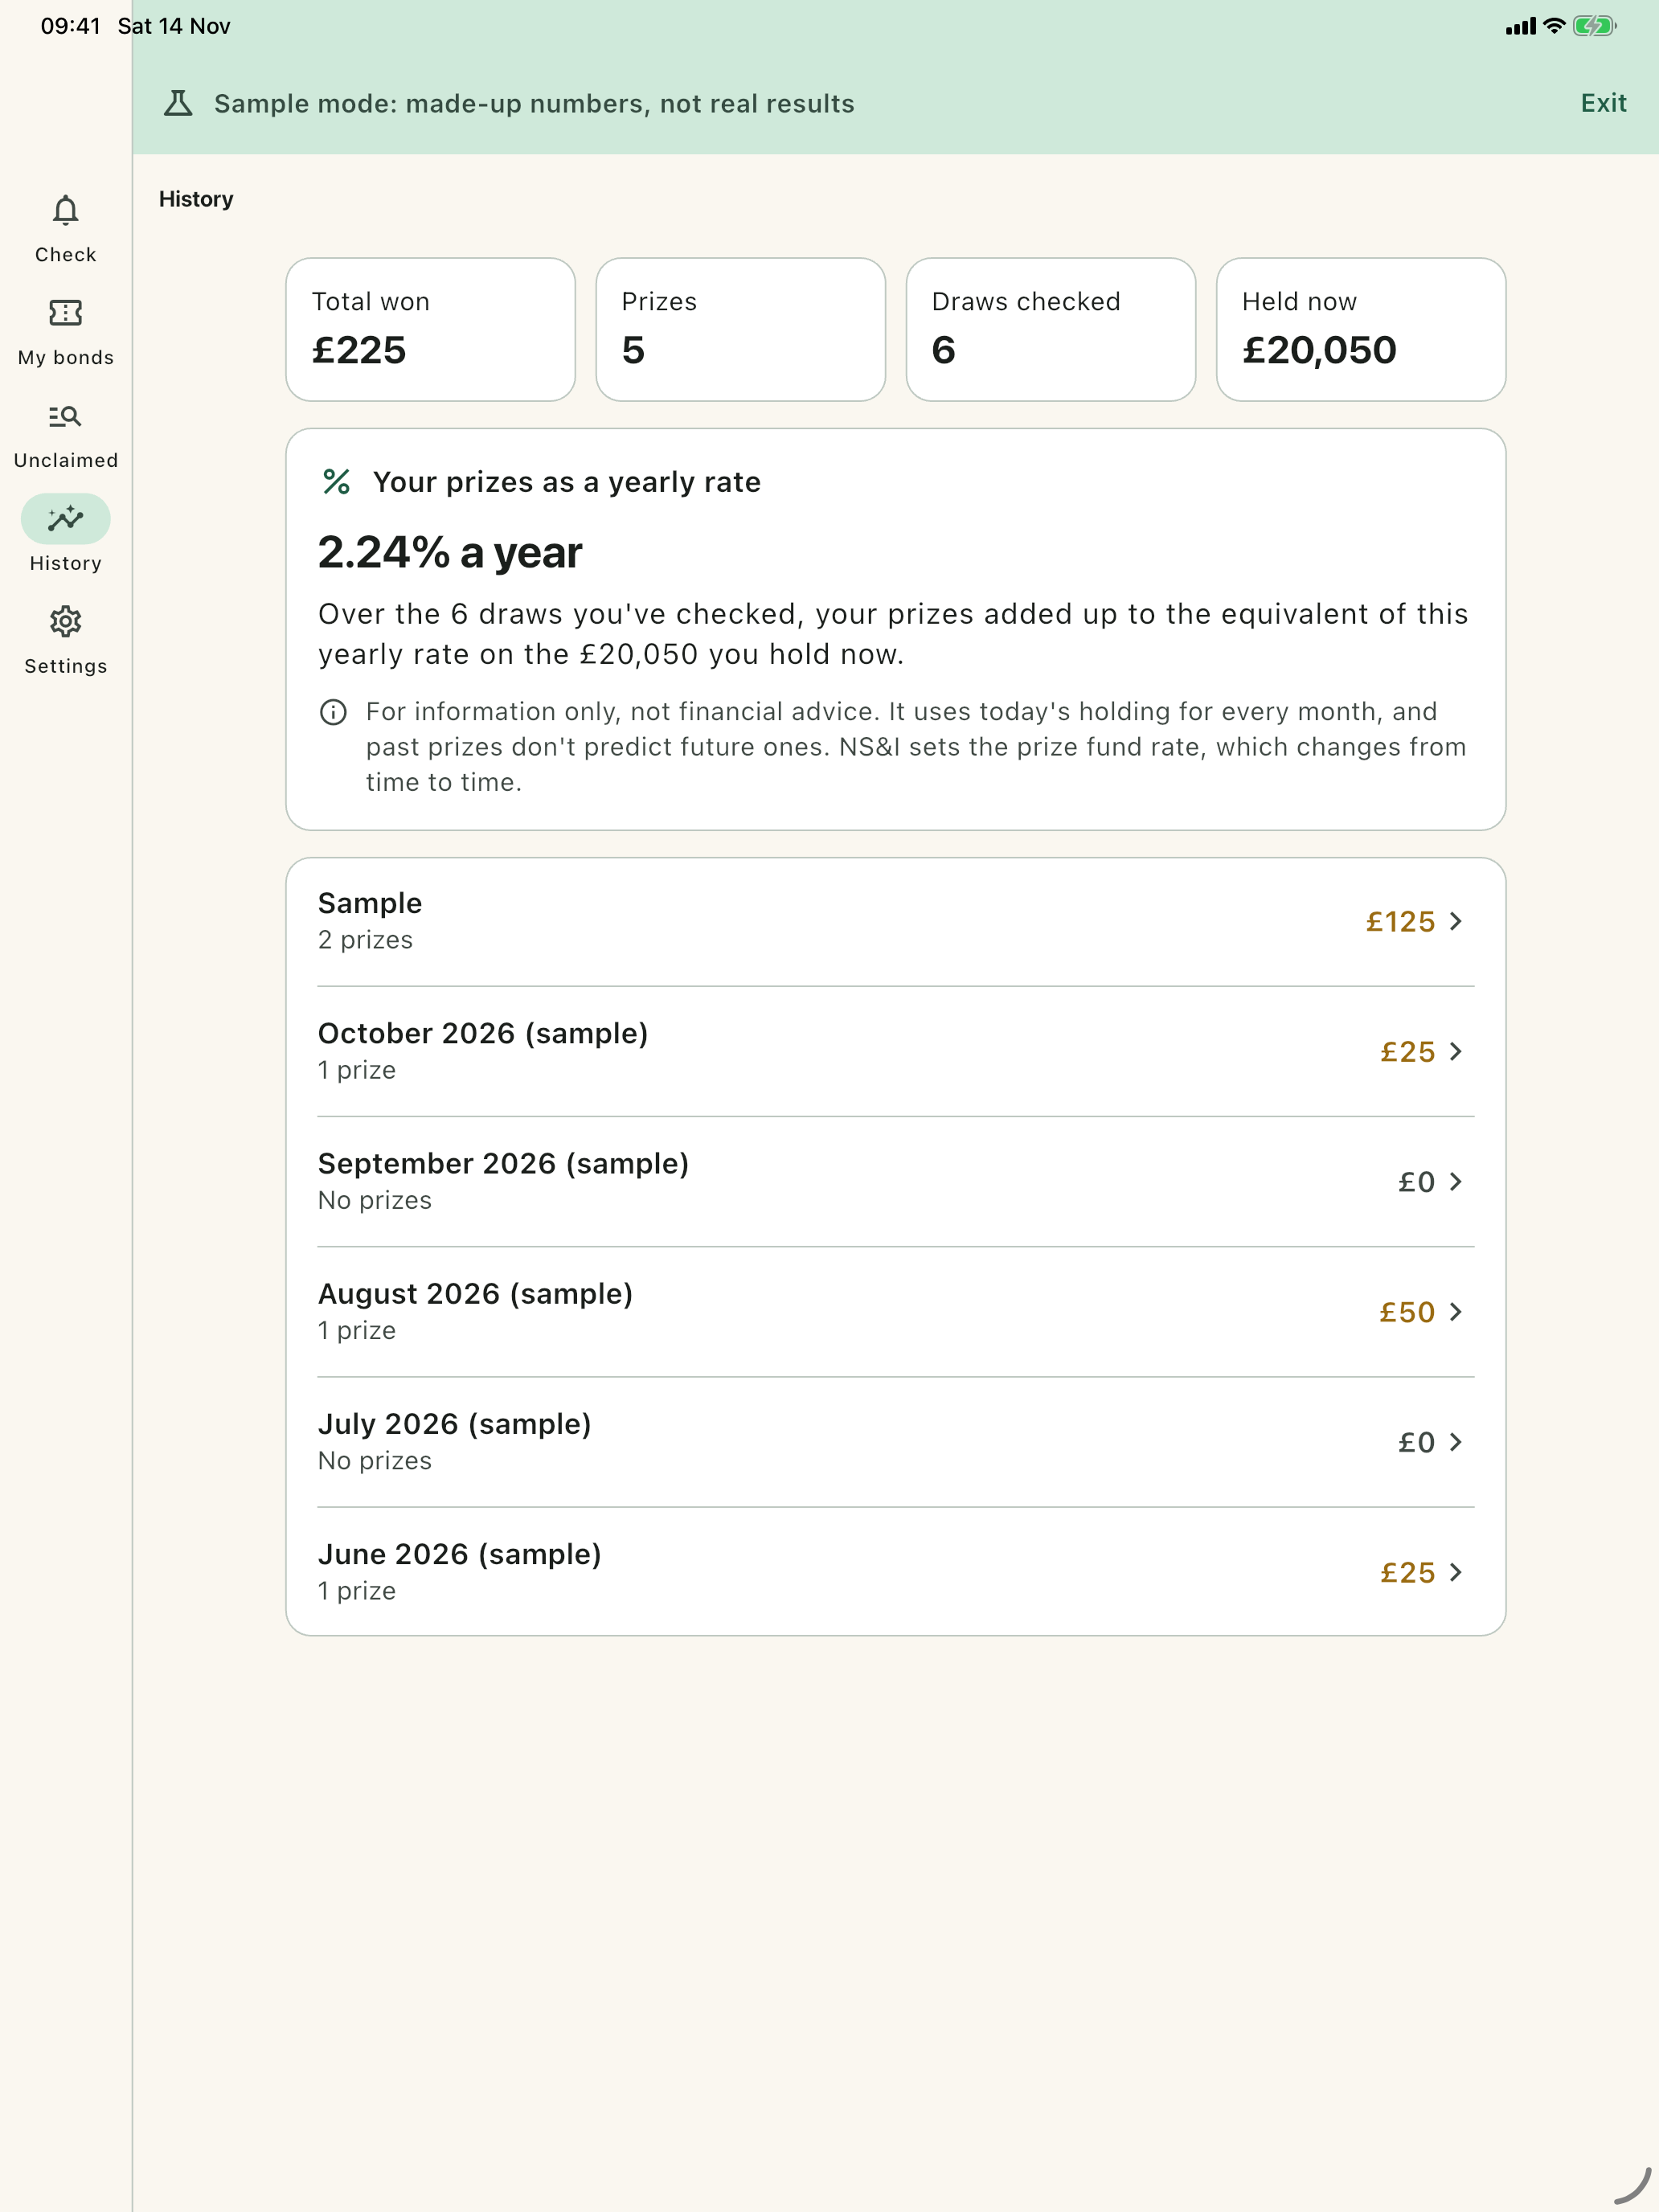 09:41 Sat 14 Nov
Sample mode: made-up numbers, not real results
Exit
Check
My bonds
Unclaimed
History
Settings
History
Total won
£225
Prizes
5
Draws checked
6
Held now
£20,050
Your prizes as a yearly rate
2.24% a year
Over the 6 draws you've checked, your prizes added up to the equivalent of this
yearly rate on the £20,050 you hold now.
For information only, not financial advice. It uses today's holding for every month, and
past prizes don't predict future ones. NS&I sets the prize fund rate, which changes from
time to time.
Sample
2 prizes
£125
October 2026 (sample)
1 prize
£25
September 2026 (sample)
No prizes
£0
August 2026 (sample)
1 prize
£50
July 2026 (sample)
No prizes
£0
June 2026 (sample)
1 prize
£25